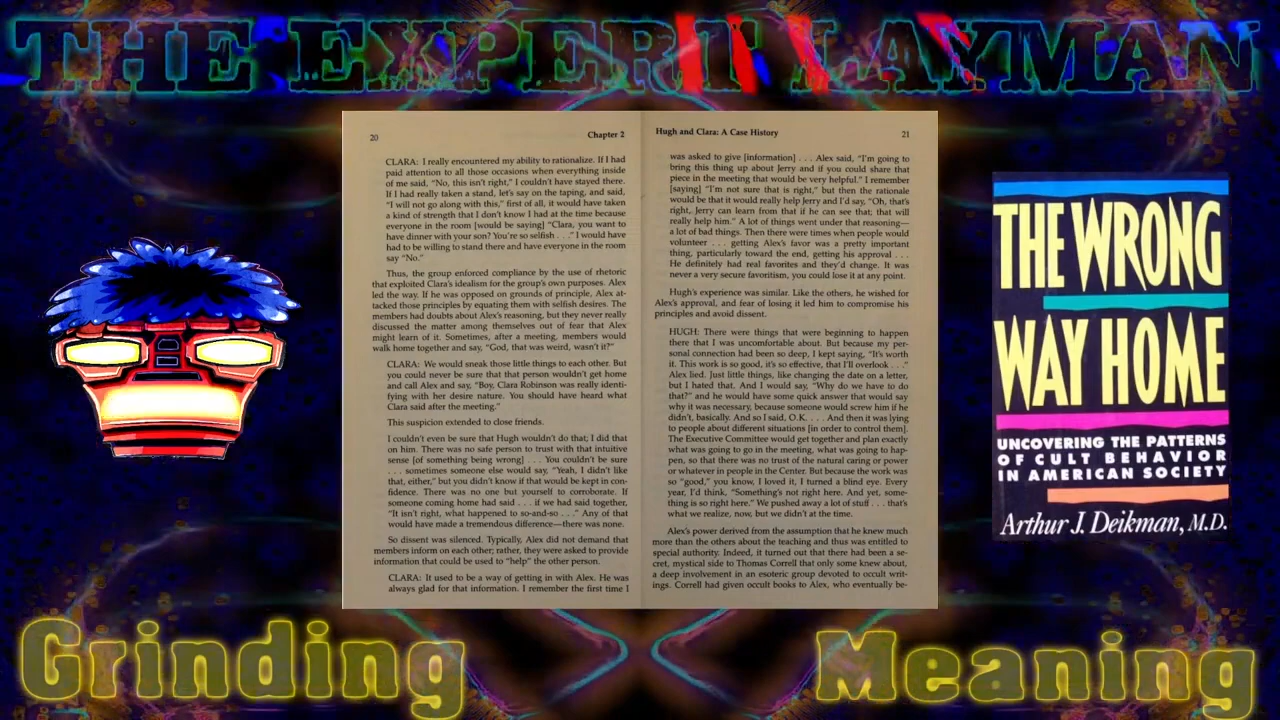 THE EXPERT LAYMAN
20
Chapter 2
CLARA: I really encountered my ability to rationalize. If I had
paid attention to all those occasions when everything inside
of me said, "No, this isn't right," I couldn't have stayed there.
If I had really taken a stand, let's say on the taping, and said,
"I will not go along with this," first of all, it would have taken
a kind of strength that I don't know I had at the time because
everyone in the room [would be saying] "Clara, you want to
have dinner with your son? You're so selfish . . ." I would have
had to be willing to stand there and have everyone in the room
say "No."
Thus, the group enforced compliance by the use of rhetoric
that exploited Clara's idealism for the group's own purposes. Alex
led the way. If he was opposed on grounds of principle, Alex at-
tacked those principles by equating them with selfish desires. The
members had doubts about Alex's reasoning, but they never really
discussed the matter among themselves out of fear that Alex
might learn of it. Sometimes, after a meeting, members would
walk home together and say, "God, that was weird, wasn't it?"
CLARA: We would sneak those little things to each other. But
you could never be sure that that person wouldn't get home
and call Alex and say, "Boy, Clara Robinson was really identi-
fying with her desire nature. You should have heard what
Clara said after the meeting."
This suspicion extended to close friends.
I couldn't even be sure that Hugh wouldn't do that; I did that
on him. There was no safe person to trust with that intuitive
sense [of something being wrong] . . . You couldn't be sure
. . . sometimes someone else would say, "Yeah, I didn't like
that, either," but you didn't know if that would be kept in con-
fidence. There was no one but yourself to corroborate. If
someone coming home had said . . . if we had said together,
"It isn't right, what happened to so-and-so . . ." Any of that
would have made a tremendous difference—there was none.
So dissent was silenced. Typically, Alex did not demand that
members inform on each other; rather, they were asked to provide
information that could be used to "help" the other person.
CLARA: It used to be a way of getting in with Alex. He was
always glad for that information. I remember the first time I
Hugh and Clara: A Case History
21
was asked to give [information] . . . Alex said, "I'm going to
bring this thing up about Jerry and if you could share that
piece in the meeting that would be very helpful." I remember
[saying] "I'm not sure that is right," but then the rationale
would be that it would really help Jerry and I'd say, "Oh, that's
right, Jerry can learn from that if he can see that; that will
really help him." A lot of things went under that reasoning—
a lot of bad things. Then there were times when people would
volunteer . . . getting Alex's favor was a pretty important
thing, particularly toward the end, getting his approval . . .
He definitely had real favorites and they'd change. It was
never a very secure favoritism, you could lose it at any point.
Hugh's experience was similar. Like the others, he wished for
Alex's approval, and fear of losing it led him to compromise his
principles and avoid dissent.
HUGH: There were things that were beginning to happen
there that I was uncomfortable about. But because my per-
sonal connection had been so deep, I kept saying, "It's worth
it. This work is so good, it's so effective, that I'll overlook . . ."
Alex lied. Just little things, like changing the date on a letter,
but I hated that. And I would say, "Why do we have to do
that?" and he would have some quick answer that would say
why it was necessary, because someone would screw him if he
didn't, basically. And so I said, O.K. . . . And then it was lying
to people about different situations [in order to control them].
The Executive Committee would get together and plan exactly
what was going to go in the meeting, what was going to hap-
pen, so that there was no trust of the natural caring or power
or whatever in people in the Center. But because the work was
so "good," you know, I loved it, I turned a blind eye. Every
year, I'd think, "Something's not right here. And yet, some-
thing is so right here." We pushed away a lot of stuff . . . that's
what we realize, now, but we didn't at the time.
Alex's power derived from the assumption that he knew much
more than the others about the teaching and thus was entitled to
special authority. Indeed, it turned out that there had been a se-
cret, mystical side to Thomas Correll that only some knew about,
a deep involvement in an esoteric group devoted to occult writ-
ings. Correll had given occult books to Alex, who eventually be-
THE WRONG
WAY HOME
UNCOVERING THE PATTERNS
OF CULT BEHAVIOR
IN AMERICAN SOCIETY
Arthur J. Deikman, M.D.
Grinding
Meaning